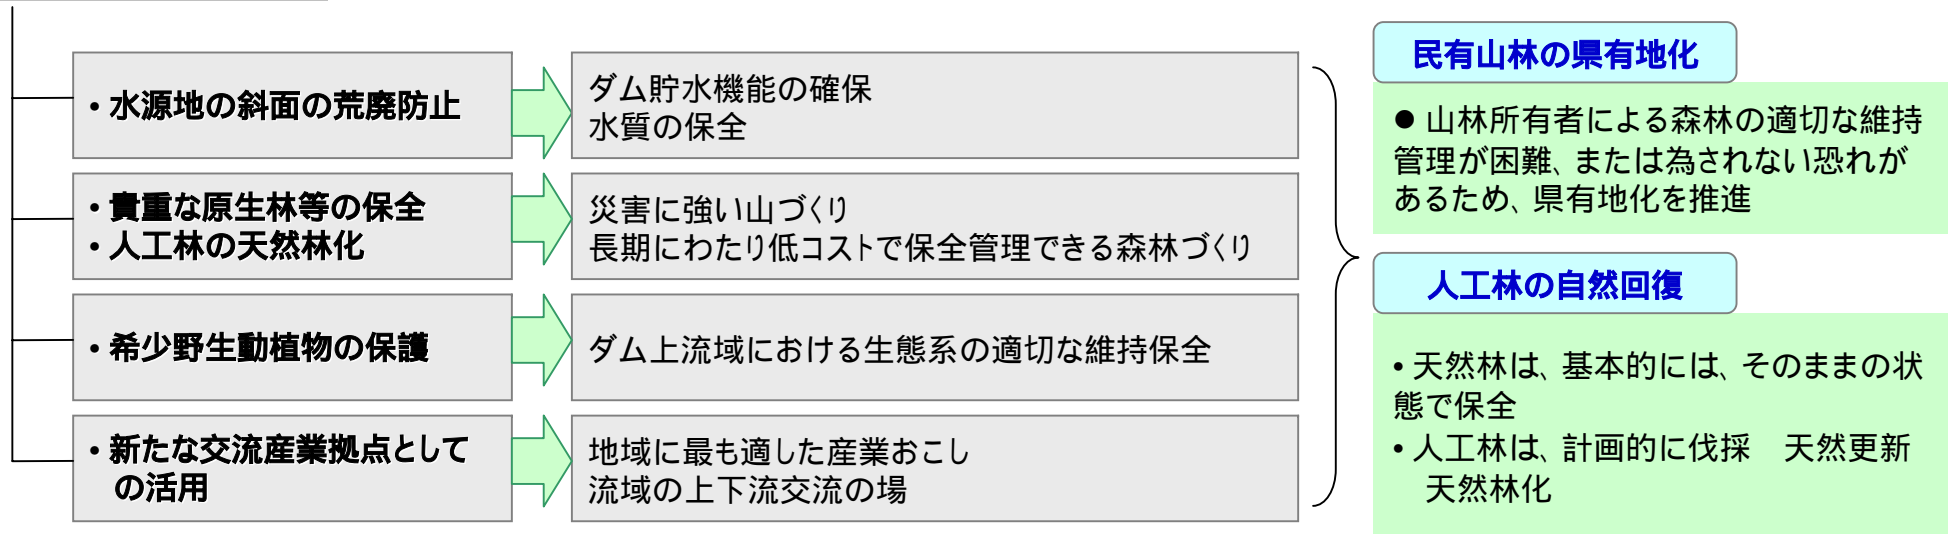 ・水源地の斜面の荒廃防止
ダム貯水機能の確保
水質の保全
・貴重な原生林等の保全
・人工林の天然林化
災害に強い山づくり
長期にわたり低コストで保全管理できる森林づくり
・希少野生動植物の保護
ダム上流域における生態系の適切な維持保全
・新たな交流産業拠点として
の活用
地域に最も適した産業おこし
流域の上下流交流の場
民有山林の県有地化
● 山林所有者による森林の適切な維持
管理が困難、または為されない恐れが
あるため、県有地化を推進
人工林の自然回復
・天然林は、基本的には、そのままの状
態で保全
・人工林は、計画的に伐採　天然更新
天然林化